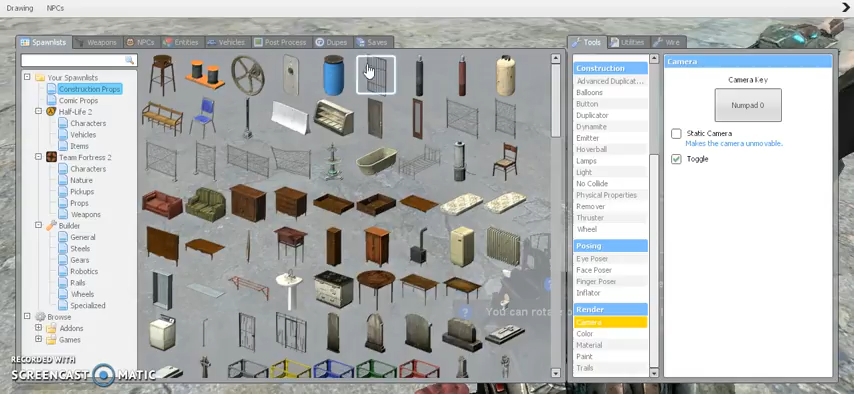 Drawing NPCs
Spawnlists Weapons NPCs Entities Vehicles Post Process Dupes Saves
Your Spawnlists
Construction Props
Comic Props
Half-Life 2
Characters
Vehicles
Items
Team Fortress 2
Characters
Nature
Pickups
Props
Weapons
Builder
General
Steels
Gears
Robotics
Rails
Wheels
Specialized
Browse
Addons
Games
You can rotate
Tools Utilities Wire
Construction
Advanced Duplicat...
Balloons
Button
Duplicator
Dynamite
Emitter
Hoverball
Lamps
Light
No Collide
Physical Properties
Remover
Thruster
Wheel
Posing
Eye Poser
Face Poser
Finger Poser
Inflator
Render
Camera
Color
Material
Paint
Trails
Camera
Camera Key
Numpad 0
Static Camera
Makes the camera unmovable.
Toggle
RECORDED WITH
SCREENCAST MATIC